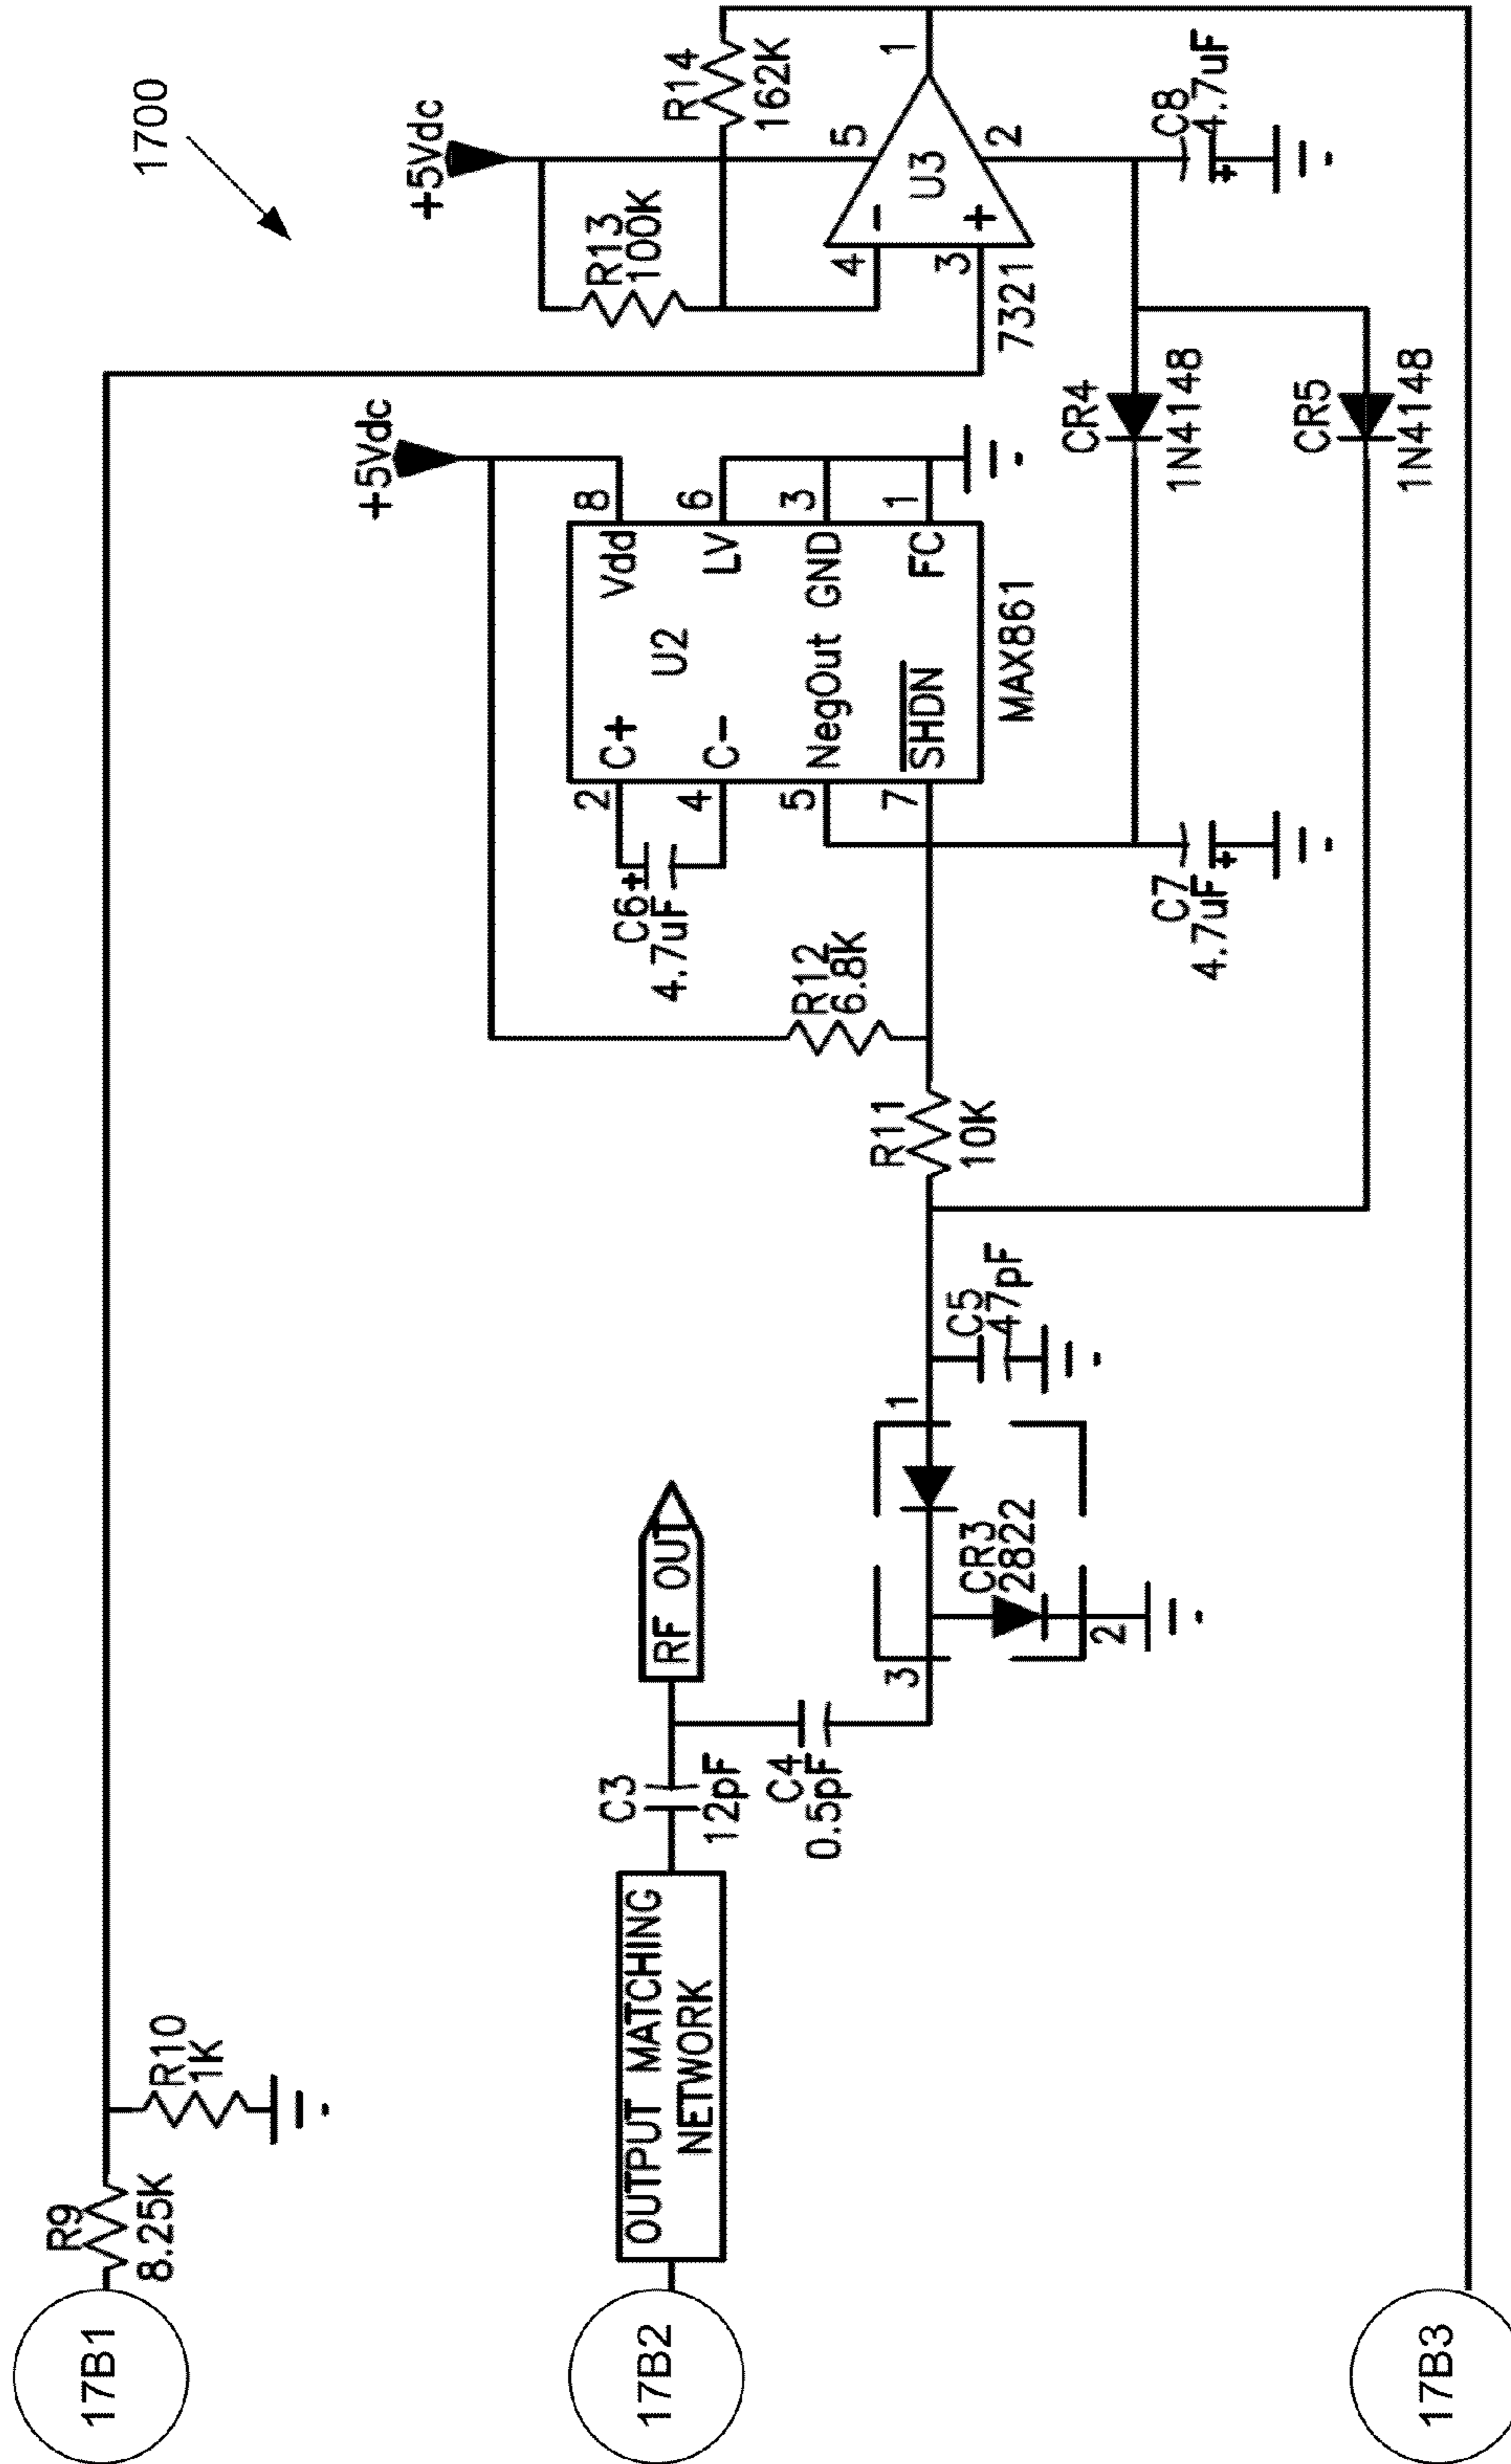 1700
17B1
R9
8.25K
R10
1K
+5Vdc
R14
162K
R13
100K
5
1
4
-
U3
3
+
2
7321
C8
4.7uF
+
+5Vdc
2
C+
Vdd
8
U2
4
C-
LV
6
5
NegOut
GND
3
7
SHDN
FC
1
MAX861
C6
+
4.7uF
R12
6.8K
R11
10K
CR4
1N4148
CR5
1N4148
C7
4.7uF
+
17B2
OUTPUT MATCHING
NETWORK
C3
12pF
RF OUT
C4
0.5pF
3
1
CR3
2822
2
C5
47pF
17B3